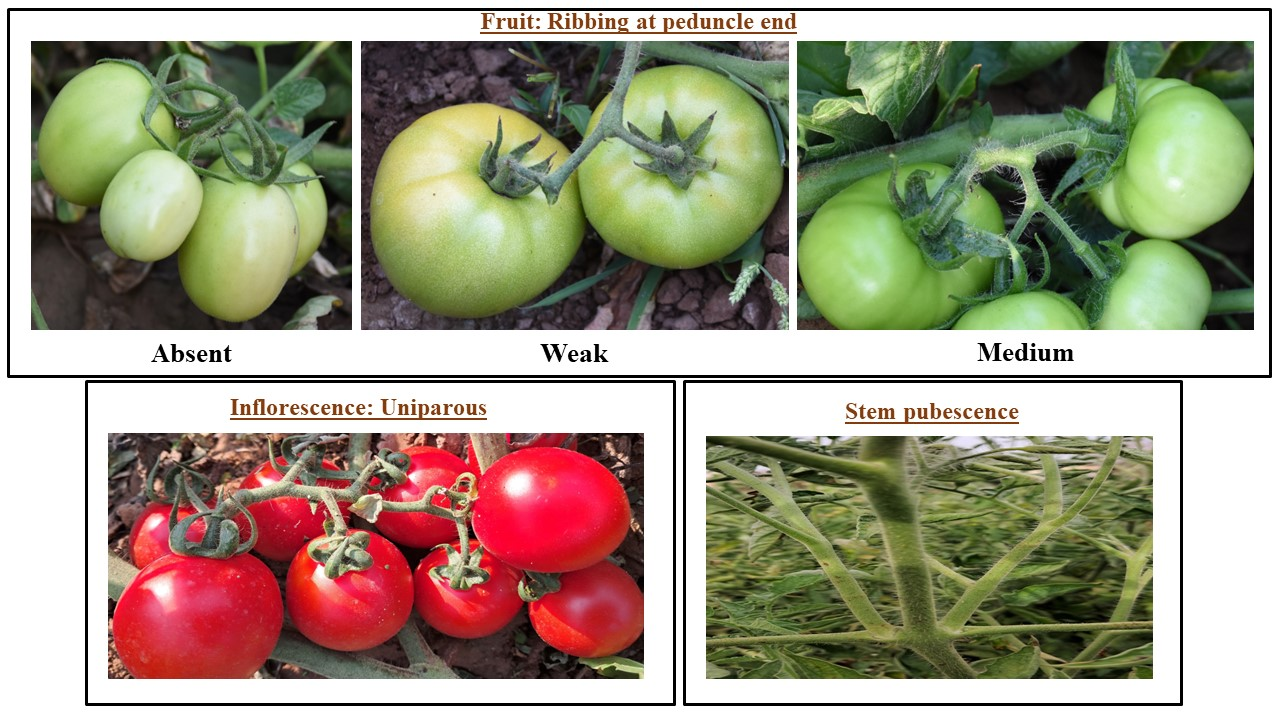 Fruit: Ribbing at peduncle end
Absent
Weak
Medium
Inflorescence: Uniparous
Stem pubescence